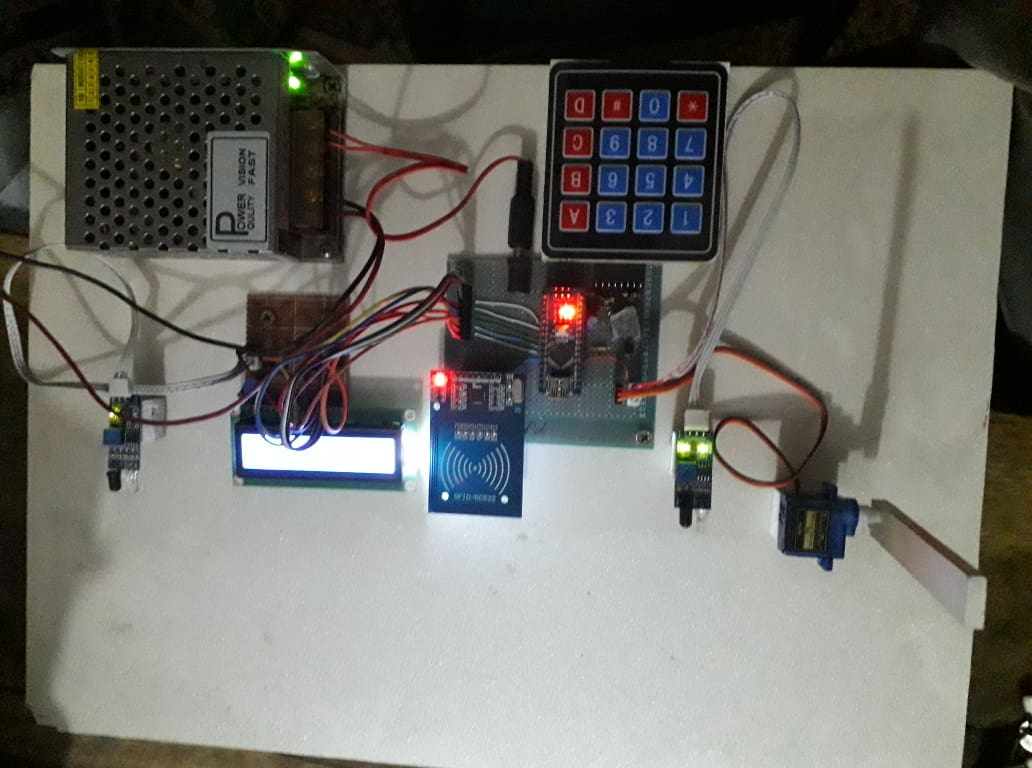 POWER VISION
QUALITY FAST
1 2 3 A
4 5 6 B
7 8 9 C
* 0 # D
RFID-RC522